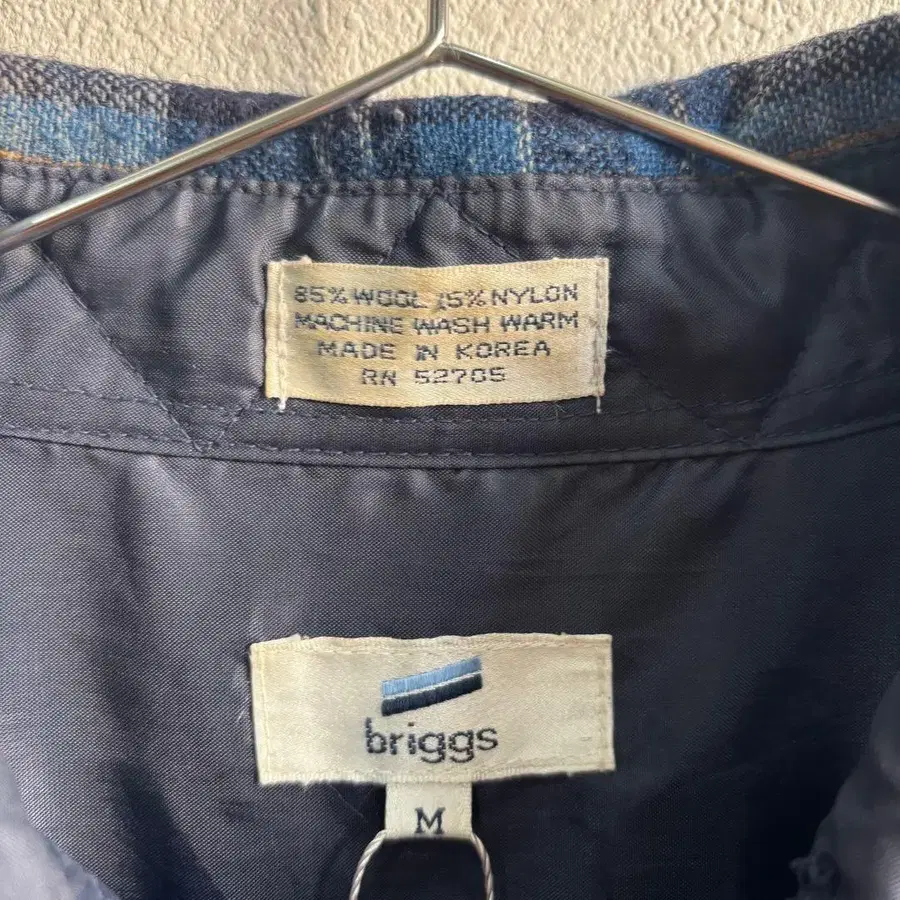 85% WOOL 15% NYLON
MACHINE WASH WARM
MADE IN KOREA
RN 52705
briggs
M